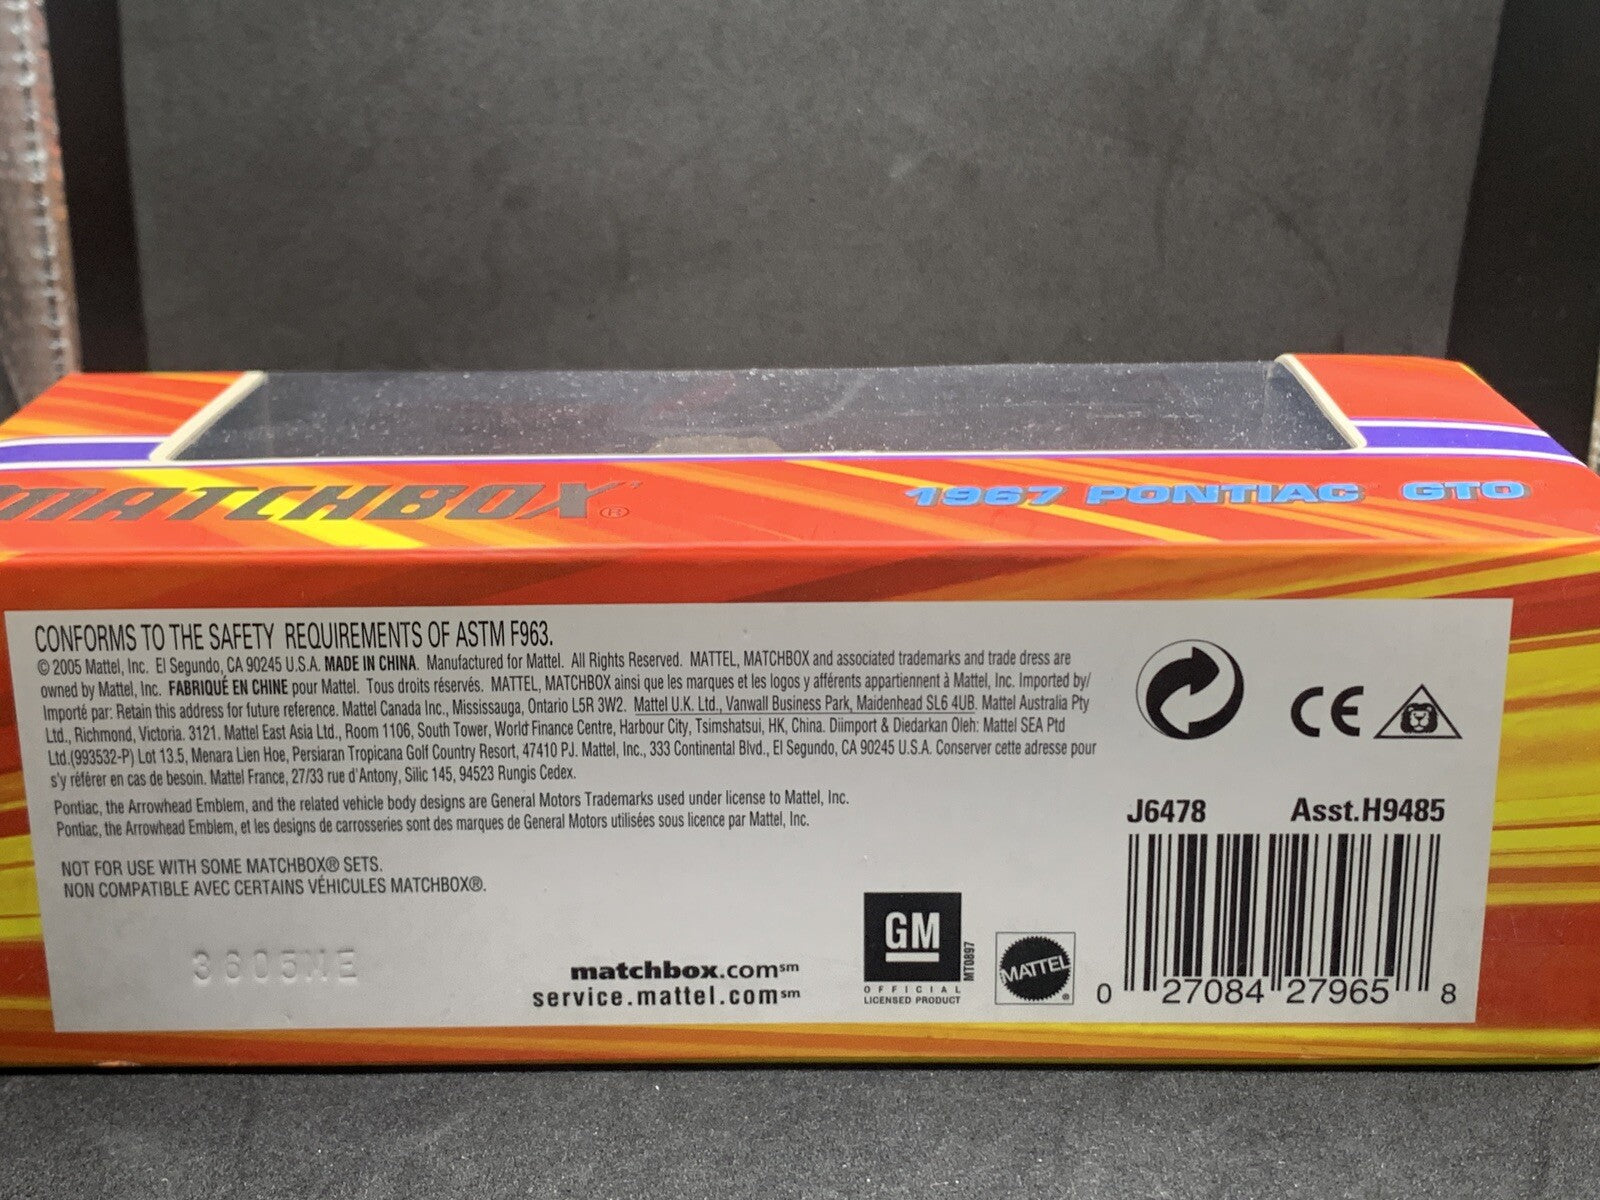 MATCHBOX™®
1967 PONTIAC™ GTO
CONFORMS TO THE SAFETY REQUIREMENTS OF ASTM F963.
© 2005 Mattel, Inc. El Segundo, CA 90245 U.S.A. MADE IN CHINA. Manufactured for Mattel. All Rights Reserved. MATTEL, MATCHBOX and associated trademarks and trade dress are
owned by Mattel, Inc. FABRIQUÉ EN CHINE pour Mattel. Tous droits réservés. MATTEL, MATCHBOX ainsi que les marques et les logos y afférents appartiennent à Mattel, Inc. Imported by/
Importé par: Retain this address for future reference. Mattel Canada Inc., Mississauga, Ontario L5R 3W2. Mattel U.K. Ltd., Vanwall Business Park, Maidenhead SL6 4UB. Mattel Australia Pty
Ltd., Richmond, Victoria. 3121. Mattel East Asia Ltd., Room 1106, South Tower, World Finance Centre, Harbour City, Tsimshatsui, HK, China. Diimport & Diedarkan Oleh: Mattel SEA Ptd
Ltd.(993532-P) Lot 13.5, Menara Lien Hoe, Persiaran Tropicana Golf Country Resort, 47410 PJ. Mattel, Inc., 333 Continental Blvd., El Segundo, CA 90245 U.S.A. Conserver cette adresse pour
s'y référer en cas de besoin. Mattel France, 27/33 rue d'Antony, Silic 145, 94523 Rungis Cedex.
Pontiac, the Arrowhead Emblem, and the related vehicle body designs are General Motors Trademarks used under license to Mattel, Inc.
Pontiac, the Arrowhead Emblem, et les designs de carrosseries sont des marques de General Motors utilisées sous licence par Mattel, Inc.
NOT FOR USE WITH SOME MATCHBOX® SETS.
NON COMPATIBLE AVEC CERTAINS VÉHICULES MATCHBOX®.
3605ME
matchbox.com℠
service.mattel.com℠
GM
OFFICIAL
LICENSED PRODUCT
MT0897
MATTEL®
CE
J6478 Asst.H9485
0 27084 27965 8